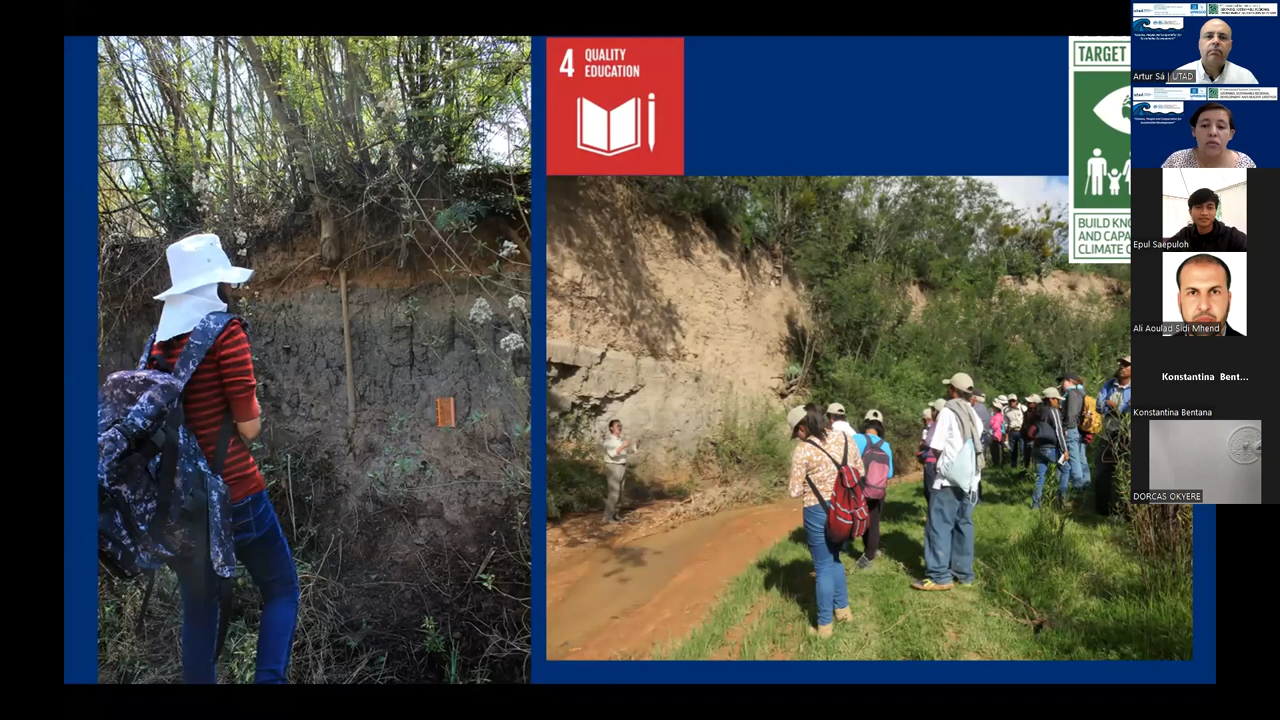 4 QUALITY
EDUCATION
TARGET
BUILD KNO
AND CAPA
CLIMATE C
Artur Sá | UTAD
Epul Saepuloh
Ali Aoulad Sidi Mhend
Konstantina Bent...
Konstantina Bentana
DORCAS OKYERE